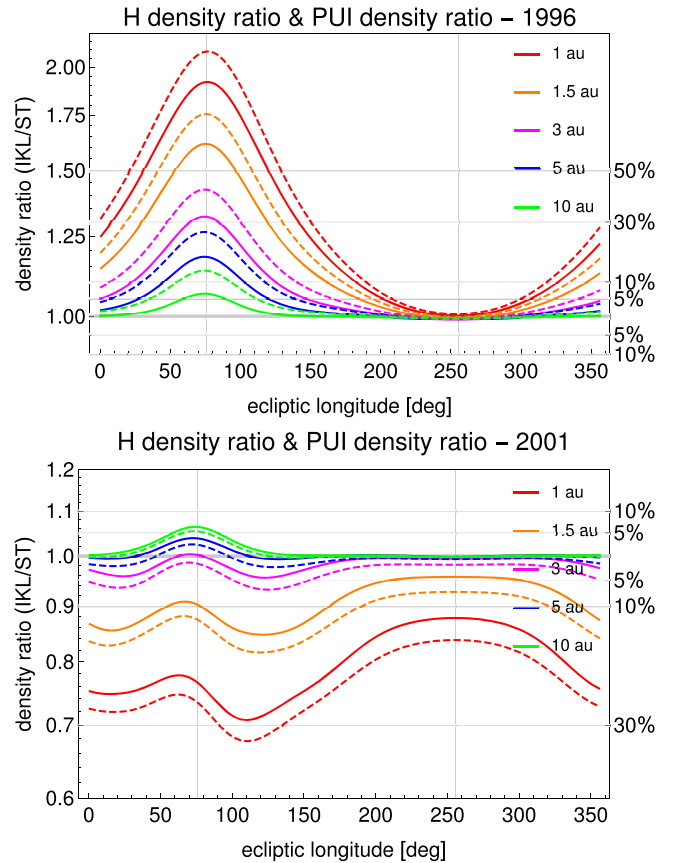 H density ratio & PUI density ratio − 1996
density ratio (IKL/ST)
2.00
1.75
1.50
1.25
1.00
1 au
1.5 au
3 au
5 au
10 au
50%
30%
10%
5%
5%
10%
0 50 100 150 200 250 300 350
ecliptic longitude [deg]
H density ratio & PUI density ratio − 2001
density ratio (IKL/ST)
1.2
1.1
1.0
0.9
0.8
0.7
0.6
1 au
1.5 au
3 au
5 au
10 au
10%
5%
5%
10%
30%
0 50 100 150 200 250 300 350
ecliptic longitude [deg]